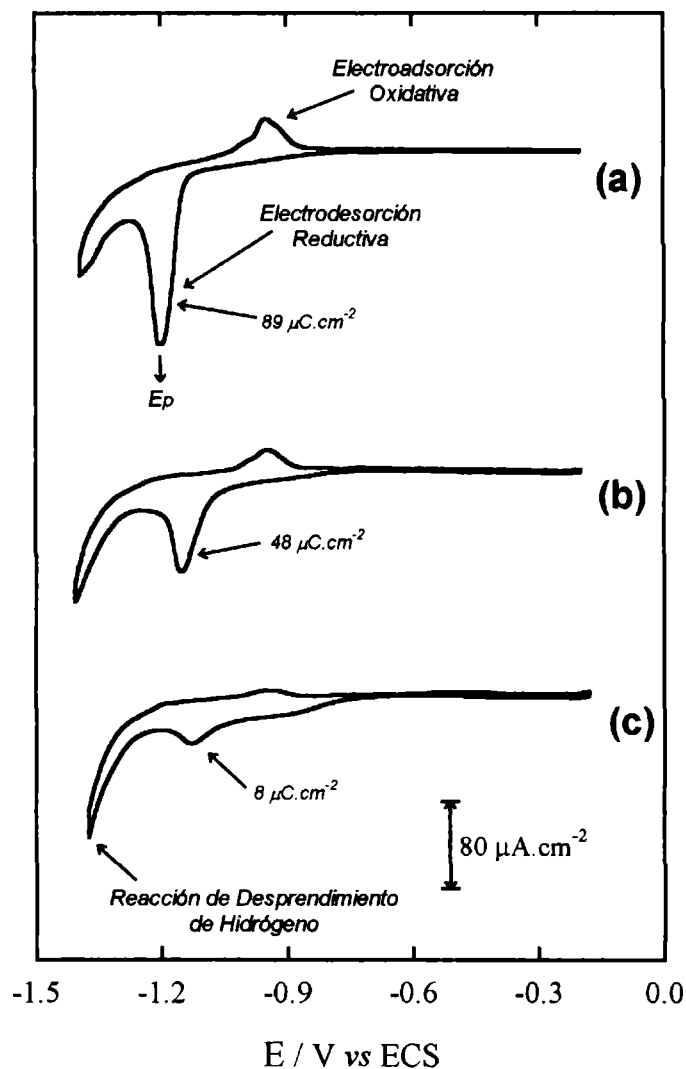 Electroadsorción
Oxidativa
(a)
Electrodesorción
Reductiva
89 μC.cm⁻²
Ep
(b)
48 μC.cm⁻²
(c)
8 μC.cm⁻²
80 μA.cm⁻²
Reacción de Desprendimiento
de Hidrógeno
-1.5 -1.2 -0.9 -0.6 -0.3 0.0
E / V vs ECS